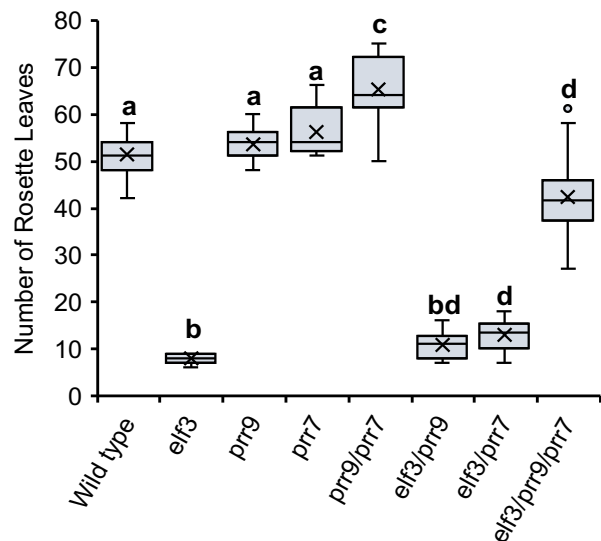 Number of Rosette Leaves
80
70
60
50
40
30
20
10
0
a
b
a
a
c
bd
d
d
Wild type
elf3
prr9
prr7
prr9/prr7
elf3/prr9
elf3/prr7
elf3/prr9/prr7